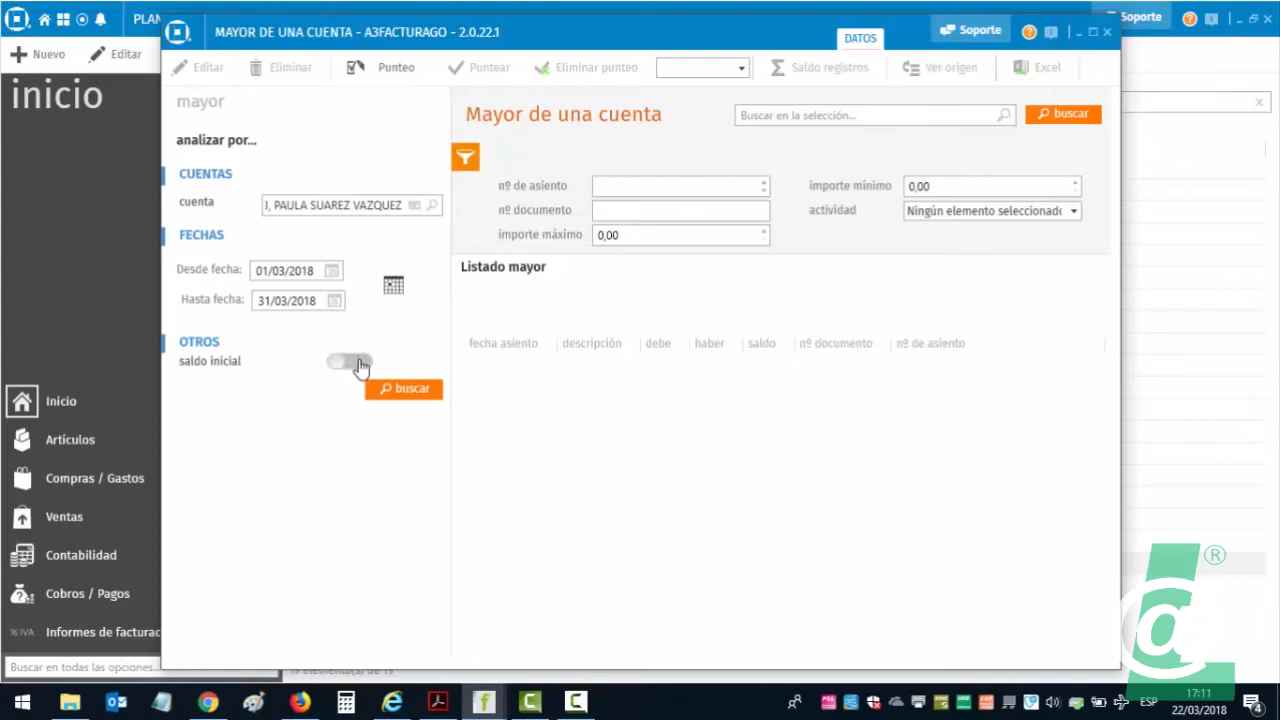 PLAN
MAYOR DE UNA CUENTA - A3FACTURAGO - 2.0.22.1
DATOS
Soporte
Soporte
Nuevo
Editar
Editar
Eliminar
Punteo
Puntear
Eliminar punteo
Saldo registros
Ver origen
Excel
inicio
mayor
analizar por...
CUENTAS
cuenta
, PAULA SUAREZ VAZQUEZ
FECHAS
Desde fecha:
01/03/2018
Hasta fecha:
31/03/2018
OTROS
saldo inicial
buscar
Mayor de una cuenta
Buscar en la selección...
buscar
nº de asiento
importe mínimo
0,00
nº documento
actividad
Ningún elemento seleccionado
importe máximo
0,00
Listado mayor
fecha asiento
descripción
debe
haber
saldo
nº documento
nº de asiento
Inicio
Artículos
Compras / Gastos
Ventas
Contabilidad
Cobros / Pagos
% IVA
Informes de facturac
Buscar en todas las opciones...
19 elemento(s) de 19
®
@
ESP
17:11
22/03/2018
4